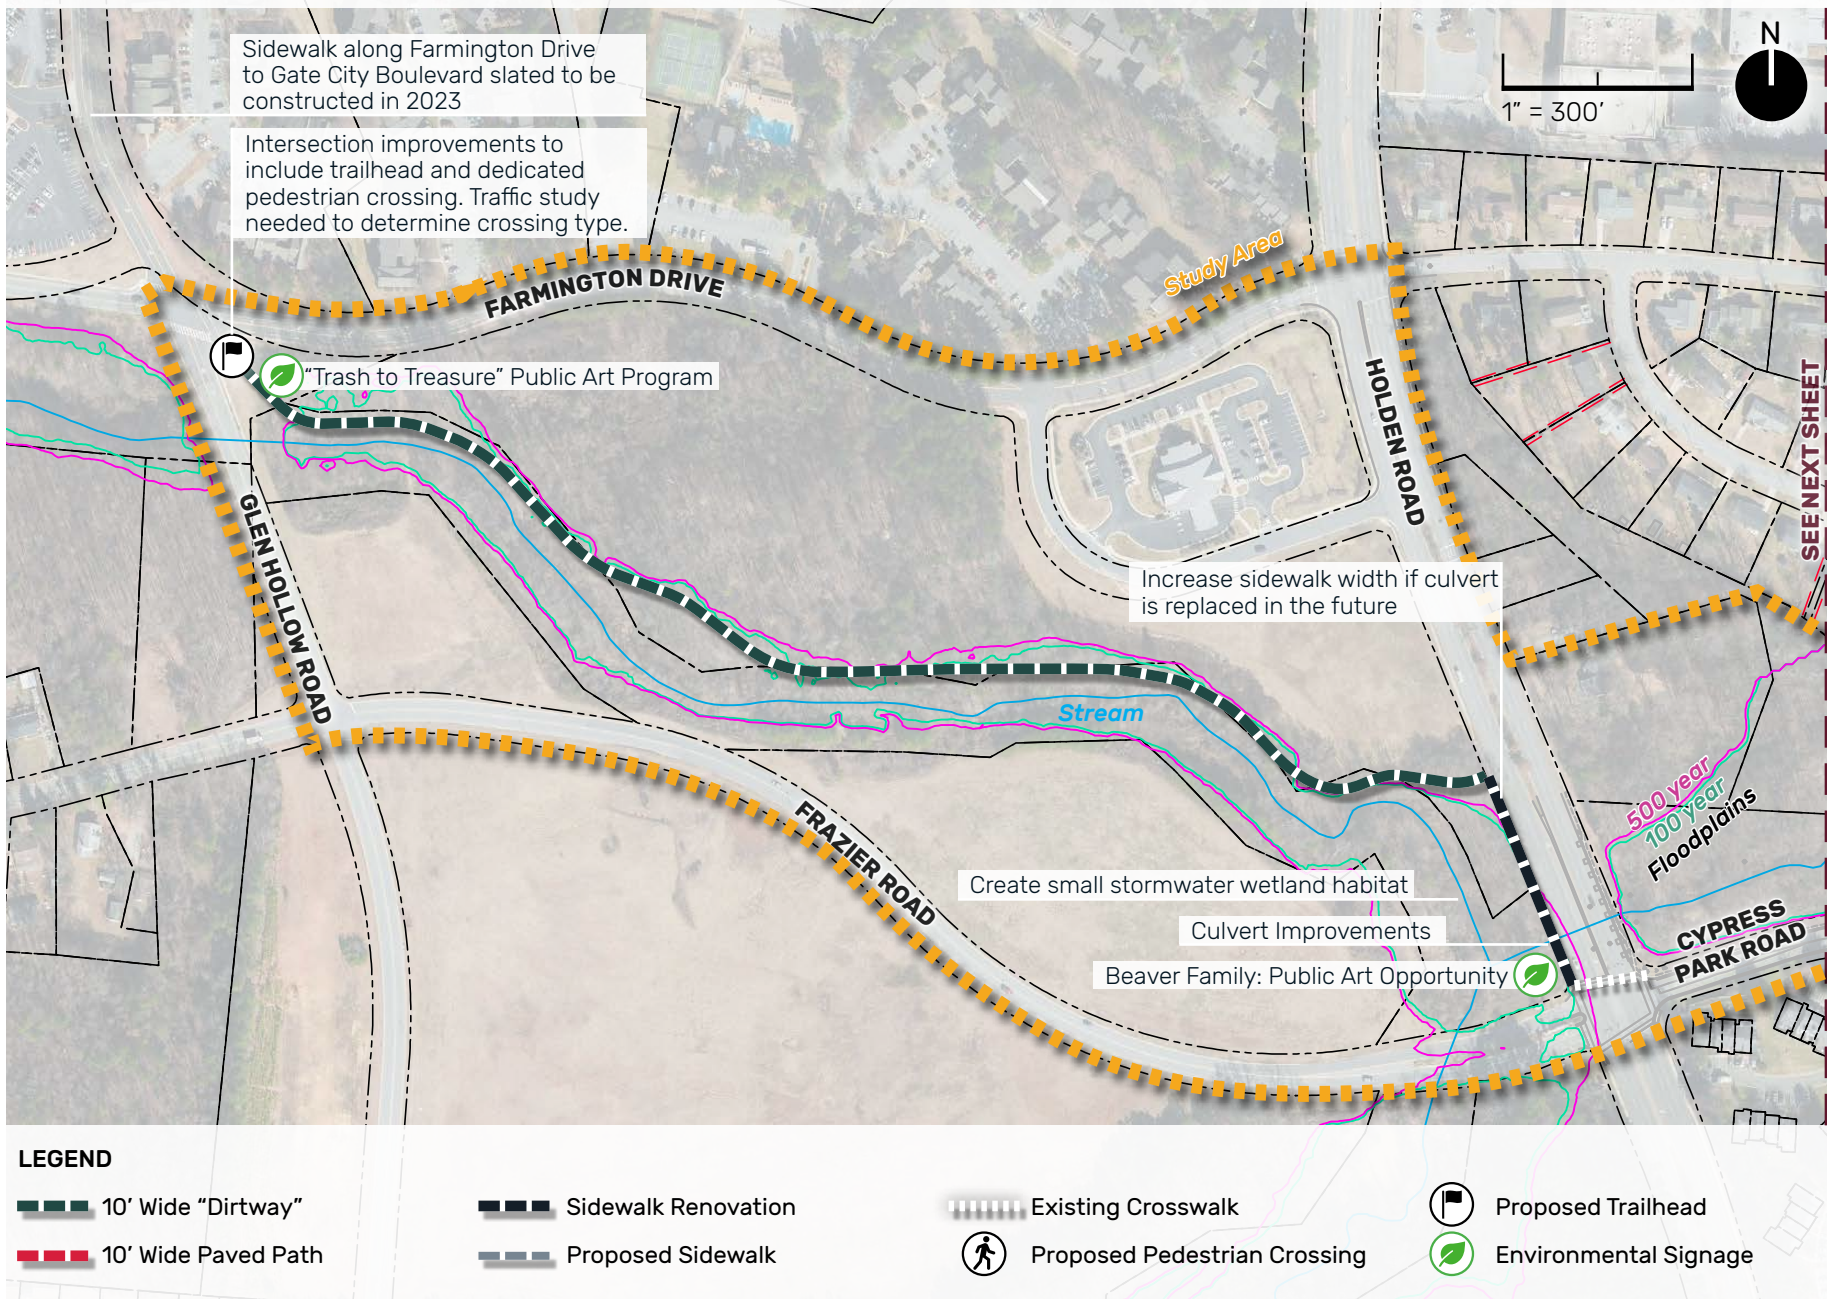 Sidewalk along Farmington Drive
to Gate City Boulevard slated to be
constructed in 2023
Intersection improvements to
include trailhead and dedicated
pedestrian crossing. Traffic study
needed to determine crossing type.
N
1” = 300’
Study Area
FARMINGTON DRIVE
“Trash to Treasure” Public Art Program
HOLDEN ROAD
SEE NEXT SHEET
GLEN HOLLOW ROAD
Increase sidewalk width if culvert
is replaced in the future
Stream
500 year
100 year
Floodplains
FRAZIER ROAD
Create small stormwater wetland habitat
Culvert Improvements
CYPRESS
PARK ROAD
Beaver Family: Public Art Opportunity
LEGEND
10’ Wide “Dirtway”
10’ Wide Paved Path
Sidewalk Renovation
Proposed Sidewalk
Existing Crosswalk
Proposed Pedestrian Crossing
Proposed Trailhead
Environmental Signage